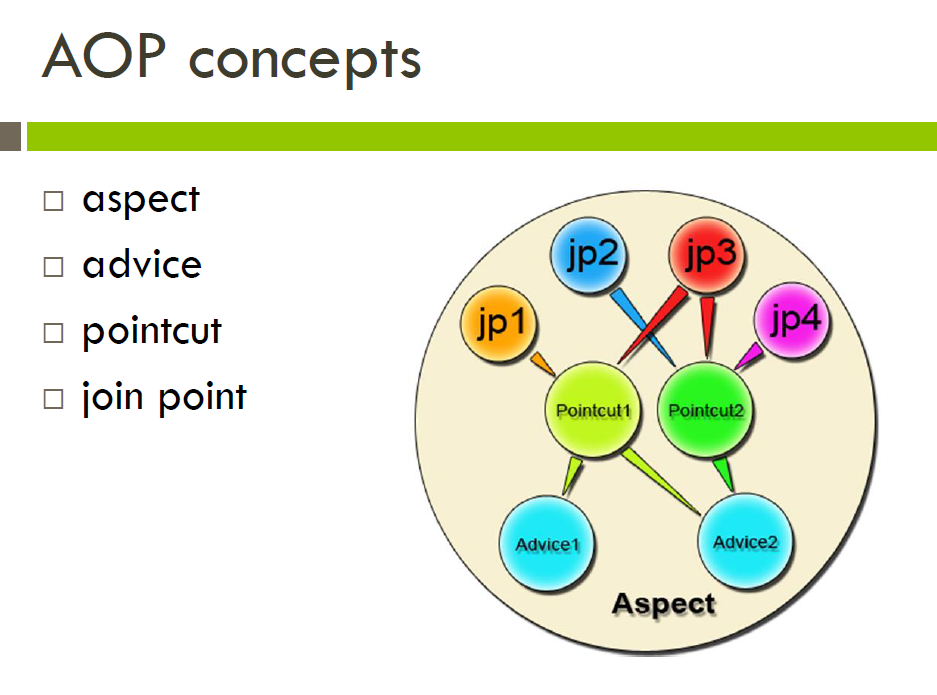 AOP concepts
aspect
advice
pointcut
join point
jp1
jp2
jp3
jp4
Pointcut1
Pointcut2
Advice1
Advice2
Aspect